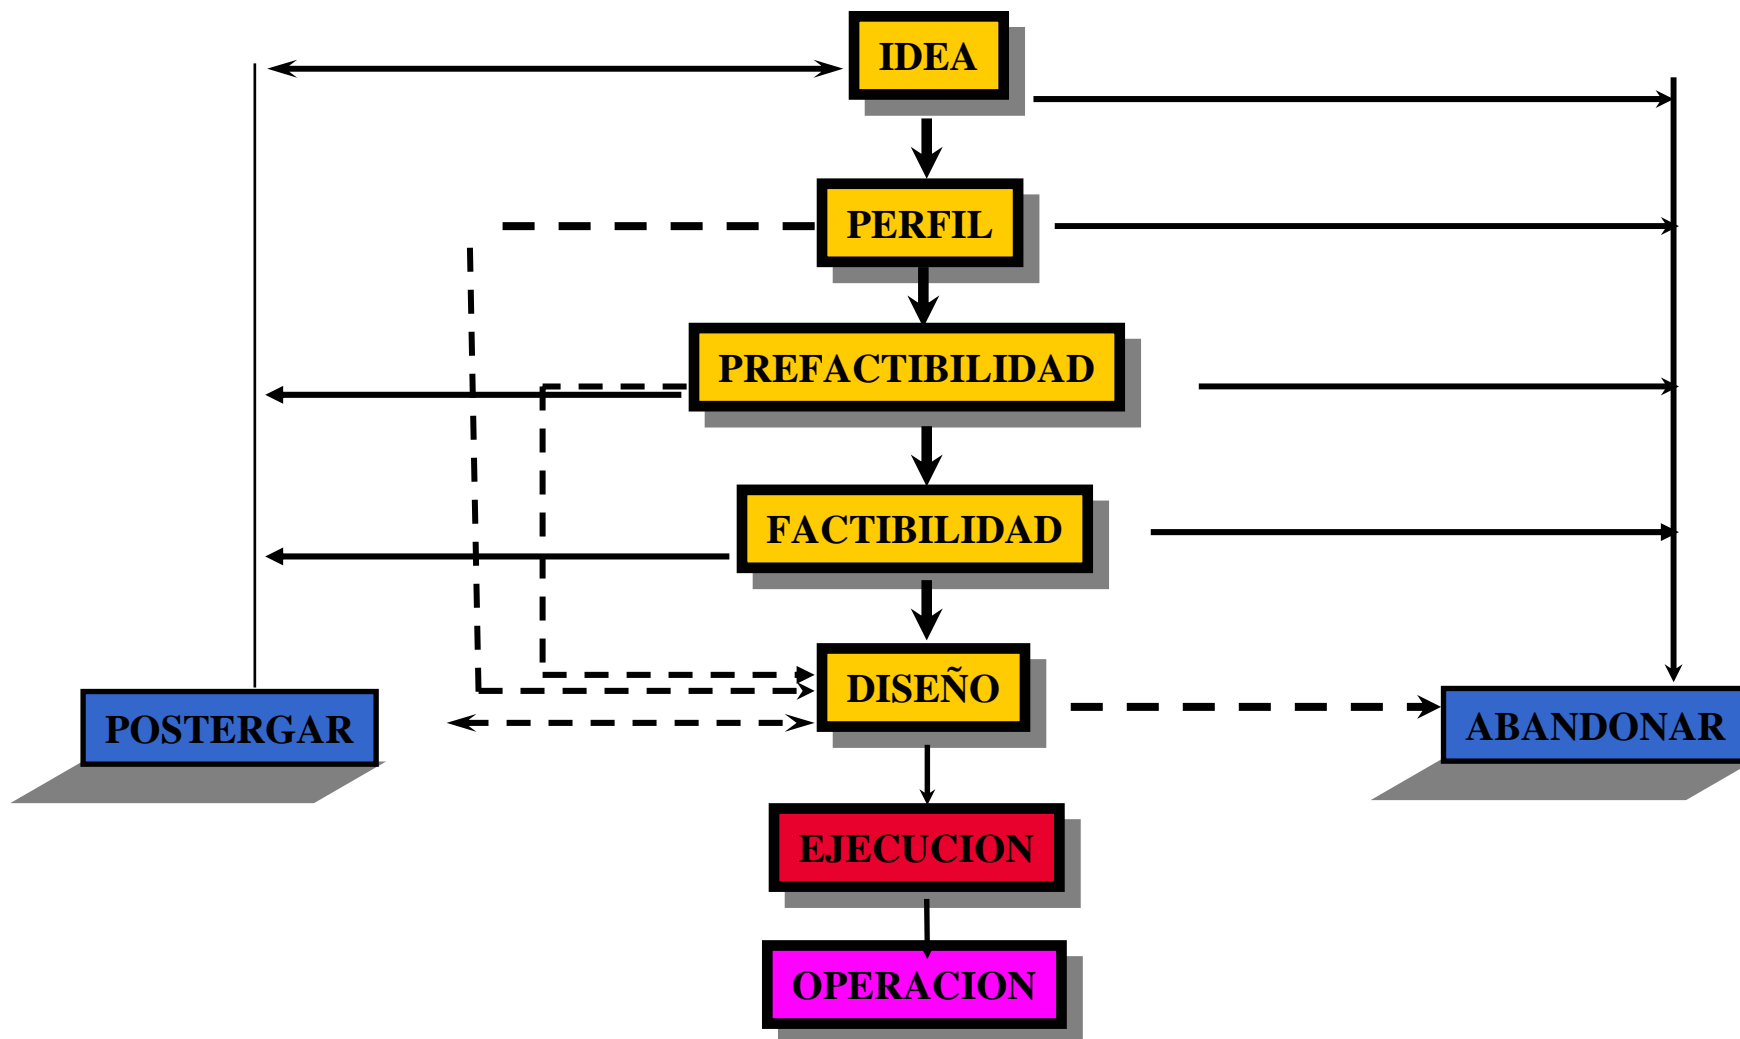 IDEA
PERFIL
PREFACTIBILIDAD
FACTIBILIDAD
DISEÑO
POSTERGAR
ABANDONAR
EJECUCION
OPERACION